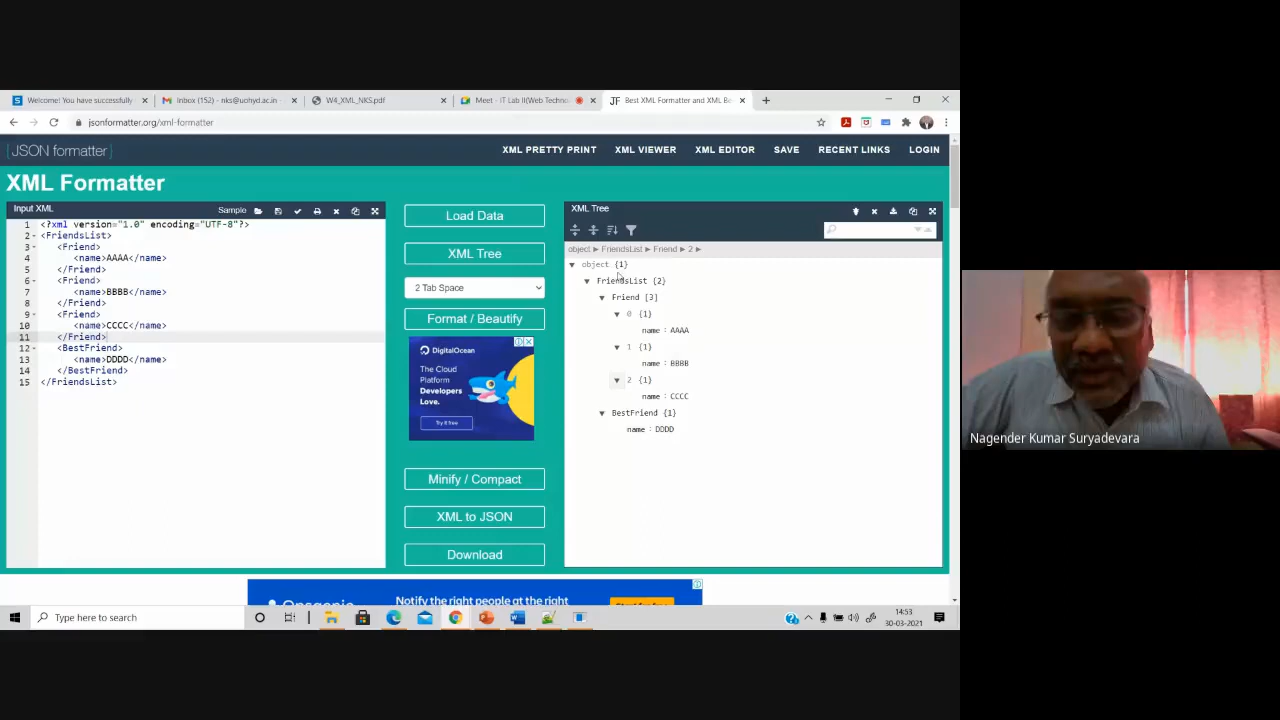 Welcome! You have successfully
Inbox (152) - nks@uohyd.ac.in -
W4_XML_NKS.pdf
Meet - IT Lab II(Web Techno
JF Best XML Formatter and XML Be
jsonformatter.org/xml-formatter
{JSON formatter}
XML PRETTY PRINT
XML VIEWER
XML EDITOR
SAVE
RECENT LINKS
LOGIN
XML Formatter
Input XML
Sample
1 <?xml version="1.0" encoding="UTF-8"?>
2 <FriendsList>
3 <Friend>
4 <name>AAAA</name>
5 </Friend>
6 <Friend>
7 <name>BBBB</name>
8 </Friend>
9 <Friend>
10 <name>CCCC</name>
11 </Friend>
12 <BestFriend>
13 <name>DDDD</name>
14 </BestFriend>
15 </FriendsList>
Load Data
XML Tree
2 Tab Space
Format / Beautify
DigitalOcean
The Cloud
Platform
Developers
Love.
Try it free
Minify / Compact
XML to JSON
Download
XML Tree
object ► FriendsList ► Friend ► 2 ►
object {1}
FriendsList {2}
Friend [3]
0 {1}
name : AAAA
1 {1}
name : BBBB
2 {1}
name : CCCC
BestFriend {1}
name : DDDD
Notify the right people at the right
Nagender Kumar Suryadevara
Type here to search
14:53
30-03-2021